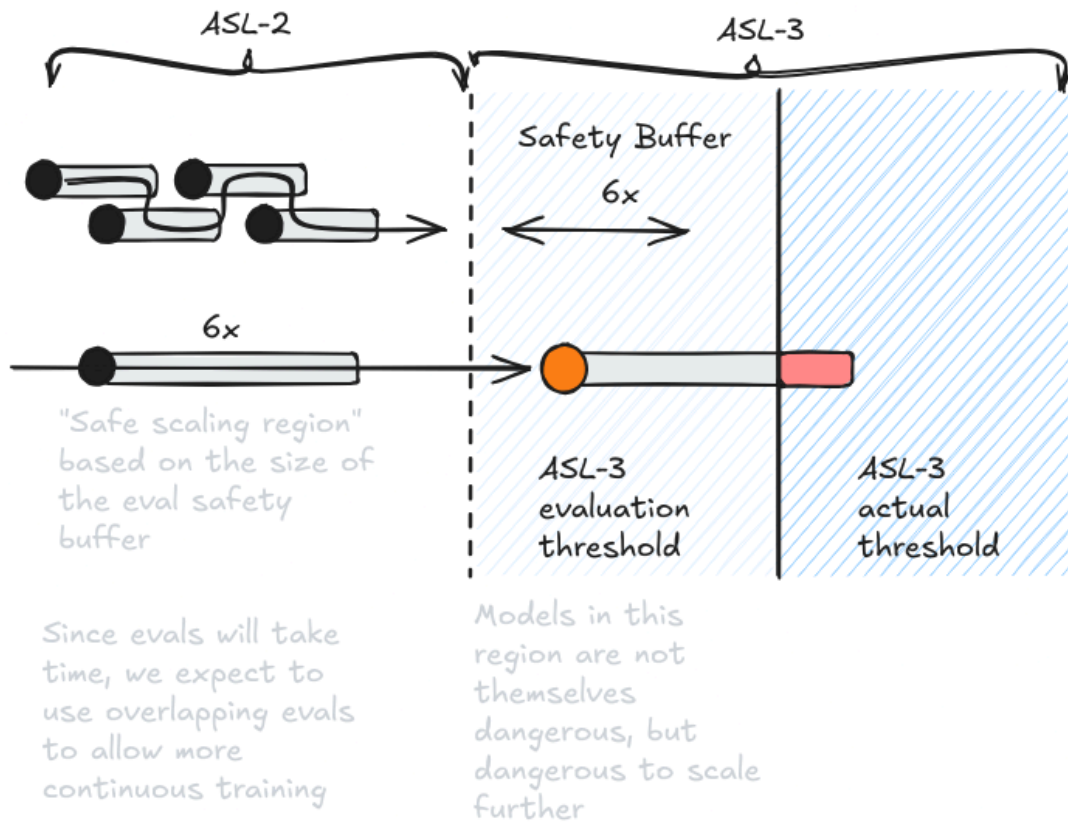 ASL-2
ASL-3
Safety Buffer
6x
6x
"Safe scaling region"
based on the size of
the eval safety
buffer
ASL-3
evaluation
threshold
ASL-3
actual
threshold
Since evals will take
time, we expect to
use overlapping evals
to allow more
continuous training
Models in this
region are not
themselves
dangerous, but
dangerous to scale
further